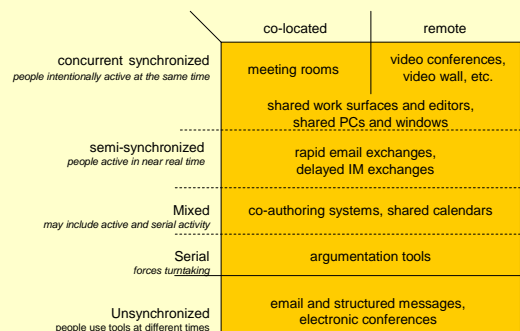 co-located
remote
concurrent synchronized
people intentionally active at the same time
meeting rooms
video conferences,
video wall, etc.
shared work surfaces and editors,
shared PCs and windows
semi-synchronized
people active in near real time
rapid email exchanges,
delayed IM exchanges
Mixed
may include active and serial activity
co-authoring systems, shared calendars
Serial
forces turntaking
argumentation tools
Unsynchronized
people use tools at different times
email and structured messages,
electronic conferences